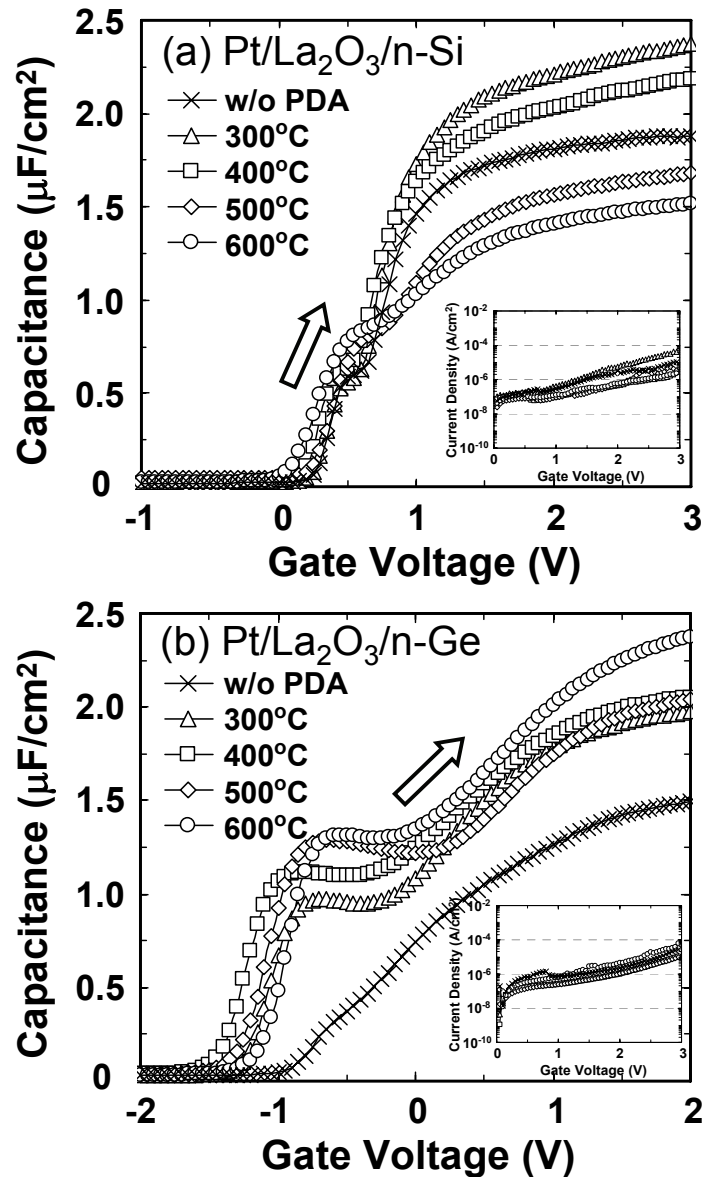 (a) Pt/La₂O₃/n-Si
w/o PDA
300°C
400°C
500°C
600°C
Capacitance (μF/cm²)
2.5
2.0
1.5
1.0
0.5
0
-1
0
1
2
3
Gate Voltage (V)
Current Density (A/cm²)
10⁻²
10⁻⁴
10⁻⁶
10⁻⁸
10⁻¹⁰
0
1
2
3
Gate Voltage (V)
(b) Pt/La₂O₃/n-Ge
w/o PDA
300°C
400°C
500°C
600°C
Capacitance (μF/cm²)
2.5
2.0
1.5
1.0
0.5
0
-2
-1
0
1
2
Gate Voltage (V)
Current Density (A/cm²)
10⁻²
10⁻⁴
10⁻⁶
10⁻⁸
10⁻¹⁰
0
1
2
3
Gate Voltage (V)